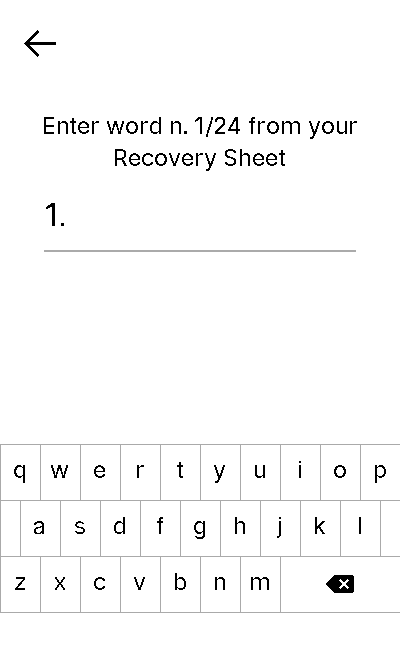 Enter word n. 1/24 from your
Recovery Sheet
1.
q w e r t y u i o p
a s d f g h j k l
z x c v b n m